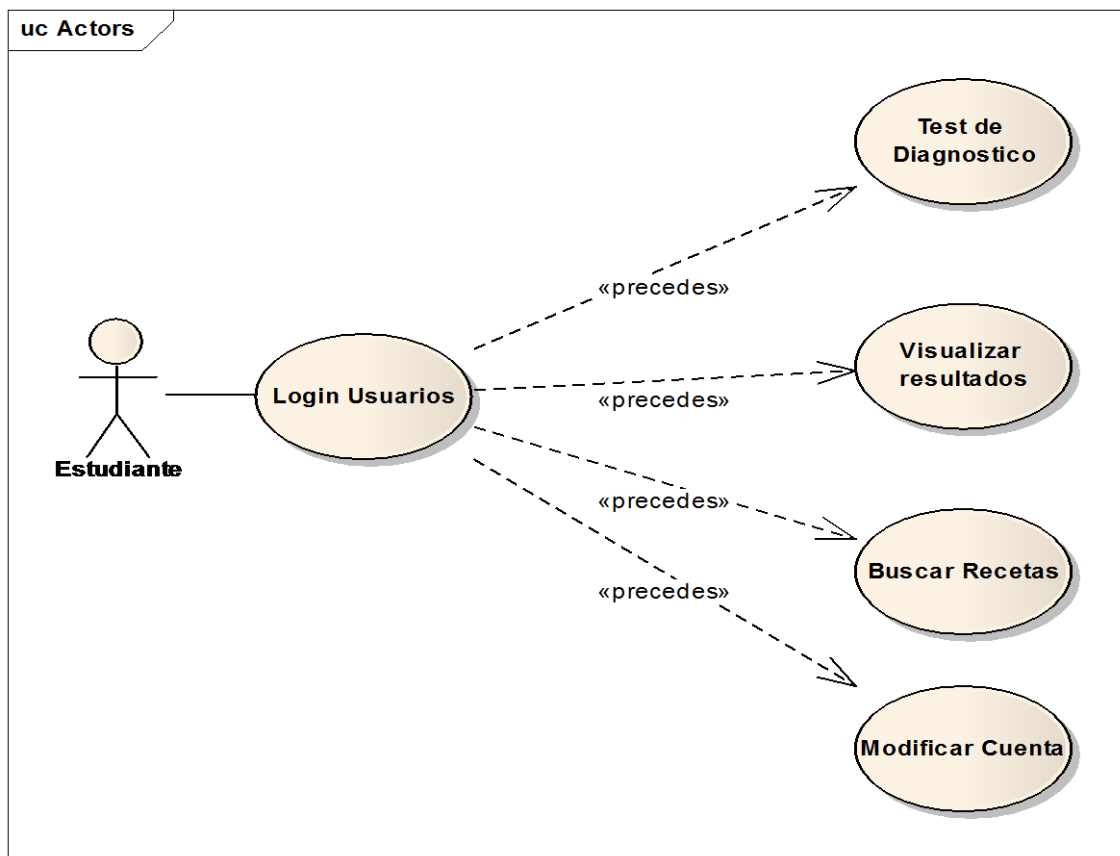 uc Actors
Test de
Diagnostico
«precedes»
Visualizar
resultados
Login Usuarios
«precedes»
Estudiante
«precedes»
Buscar Recetas
«precedes»
Modificar Cuenta